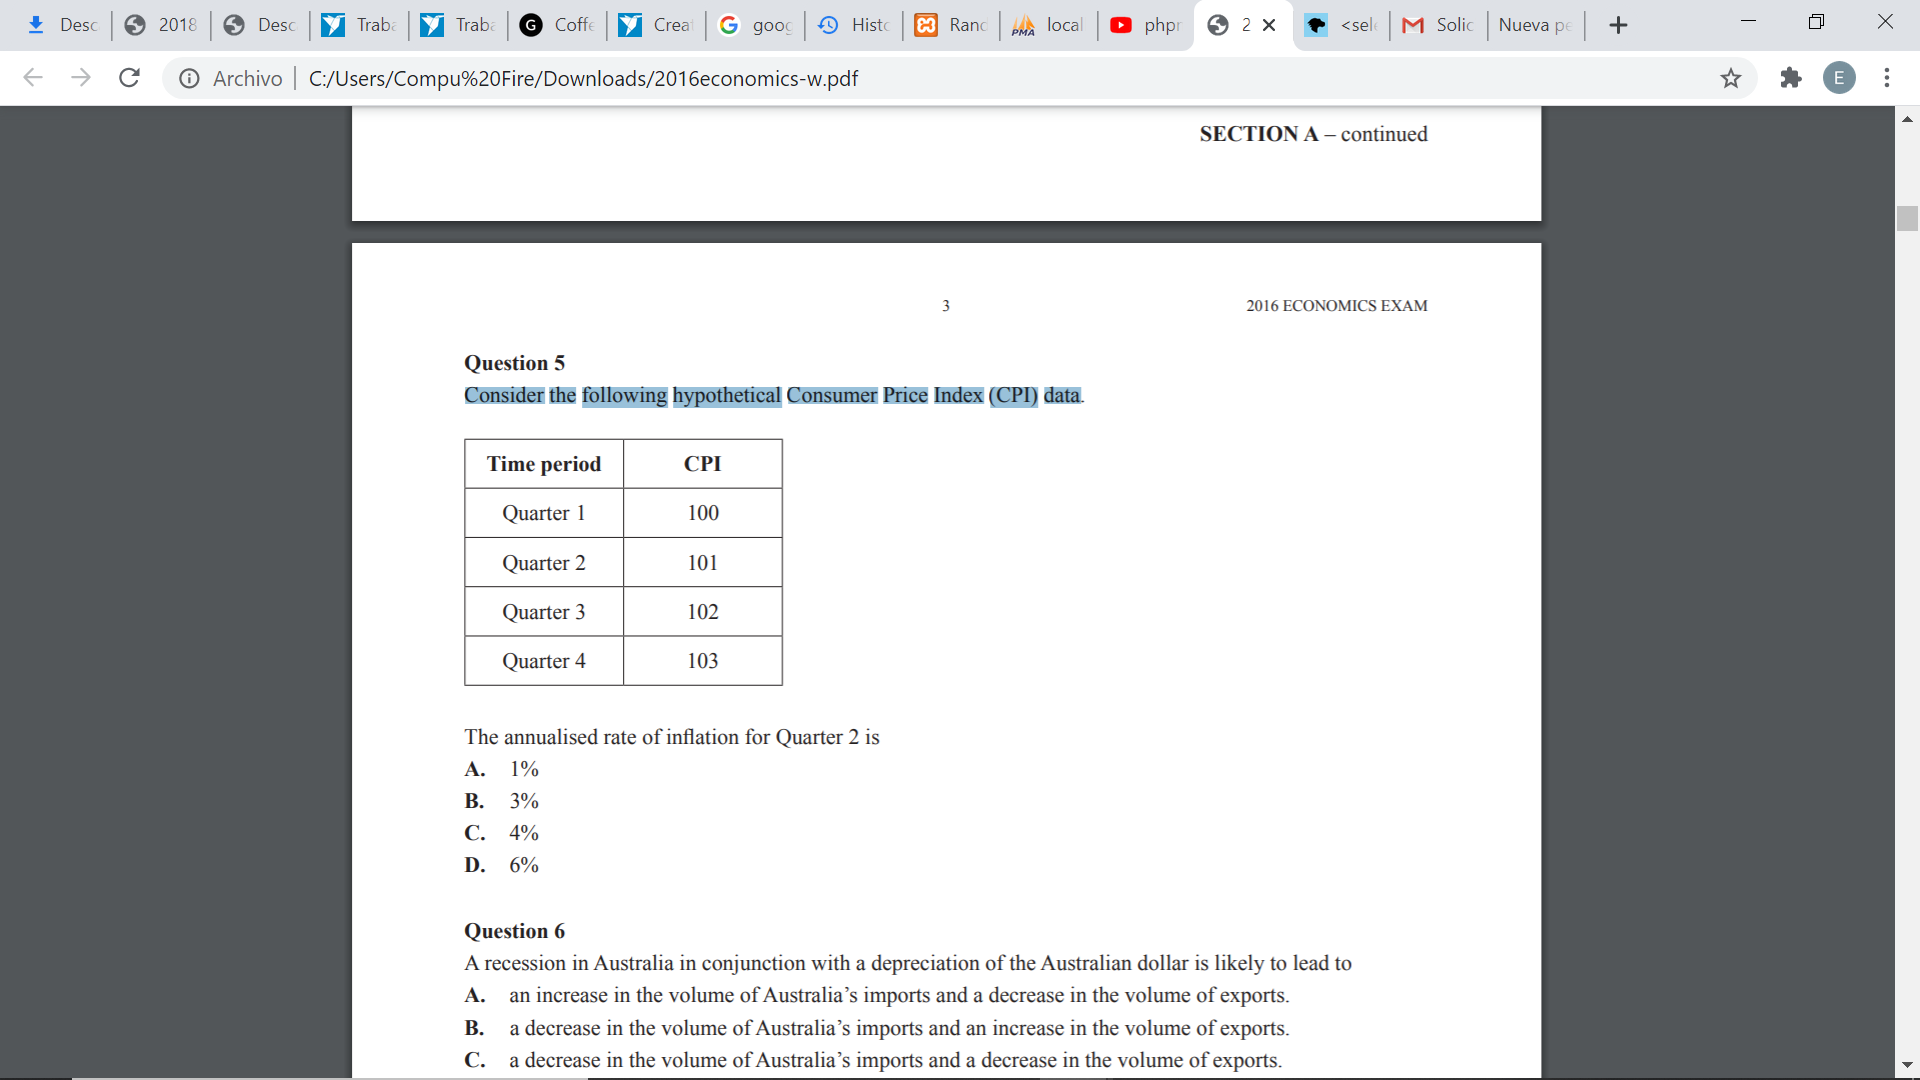 Desc 2018 Desc Traba Traba Coffe Creat goog Histo Rand local phpr 2 <sele Solic Nueva pe
Archivo C:/Users/Compu%20Fire/Downloads/2016economics-w.pdf E
SECTION A – continued
3 2016 ECONOMICS EXAM
Question 5
Consider the following hypothetical Consumer Price Index (CPI) data.
Time period CPI
Quarter 1 100
Quarter 2 101
Quarter 3 102
Quarter 4 103
The annualised rate of inflation for Quarter 2 is
A. 1%
B. 3%
C. 4%
D. 6%
Question 6
A recession in Australia in conjunction with a depreciation of the Australian dollar is likely to lead to
A. an increase in the volume of Australia’s imports and a decrease in the volume of exports.
B. a decrease in the volume of Australia’s imports and an increase in the volume of exports.
C. a decrease in the volume of Australia’s imports and a decrease in the volume of exports.